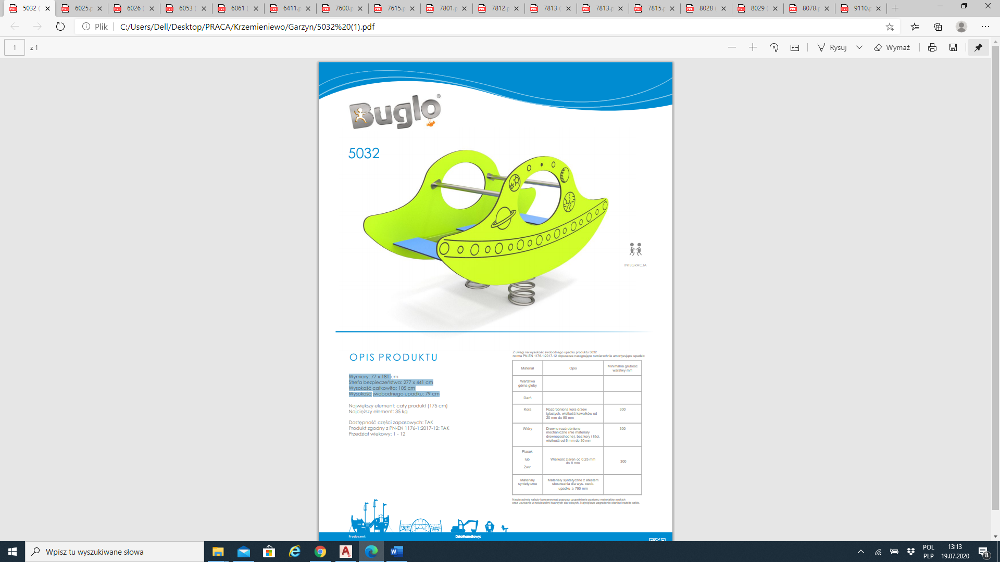 5032 (
6025.p
6026 (
6053 (
6061 (
6411.p
7600.p
7615.p
7801.p
7812.p
7813 (
7813.p
7815.p
8028 (
8029 (
8078.p
9110.p
Plik
C:/Users/Dell/Desktop/PRACA/Krzemieniewo/Garzyn/5032%20(1).pdf
1 z 1
Rysuj
Wymaż
Buglo®
5032
INTEGRACJA
OPIS PRODUKTU
Wymiary: 77 x 181 cm
Strefa bezpieczeństwa: 277 x 441 cm
Wysokość całkowita: 105 cm
Wysokość swobodnego upadku: 79 cm
Największy element: cały produkt (175 cm)
Najcięższy element: 35 kg
Dostępność części zapasowych: TAK
Produkt zgodny z PN-EN 1176-1:2017-12: TAK
Przedział wiekowy: 1 - 12
Z uwagi na wysokość swobodnego upadku produktu 5032
norma PN-EN 1176-1:2017-12 dopuszcza następujące nawierzchnie amortyzujące upadek:
Materiał
Opis
Minimalna grubość
warstwy mm
Warstwa
górna gleby
Darń
Kora
Rozdrobniona kora drzew
iglastych, wielkość kawałków od
20 mm do 80 mm
300
Wióry
Drewno rozdrobnione
mechaniczne (nie materiały
drewnopochodne), bez kory i liści,
wielkość od 5 mm do 30 mm
300
Piasek
lub
Żwir
Wielkość ziaren od 0,25 mm
do 8 mm
300
Materiały
syntetyczne
Materiały syntetyczne z atestem
stosowania dla wys. swob.
upadku ≥ 790 mm
Nawierzchnię należy konserwować poprzez uzupełnianie poziomu materiałów sypkich
oraz usuwanie z nawierzchni twardych ciał obcych. Największe zagrożenie stanowi rozbite szkło.
Producent:
Dział handlowy:
Wpisz tu wyszukiwane słowa
POL
PLP
13:13
19.07.2020
8